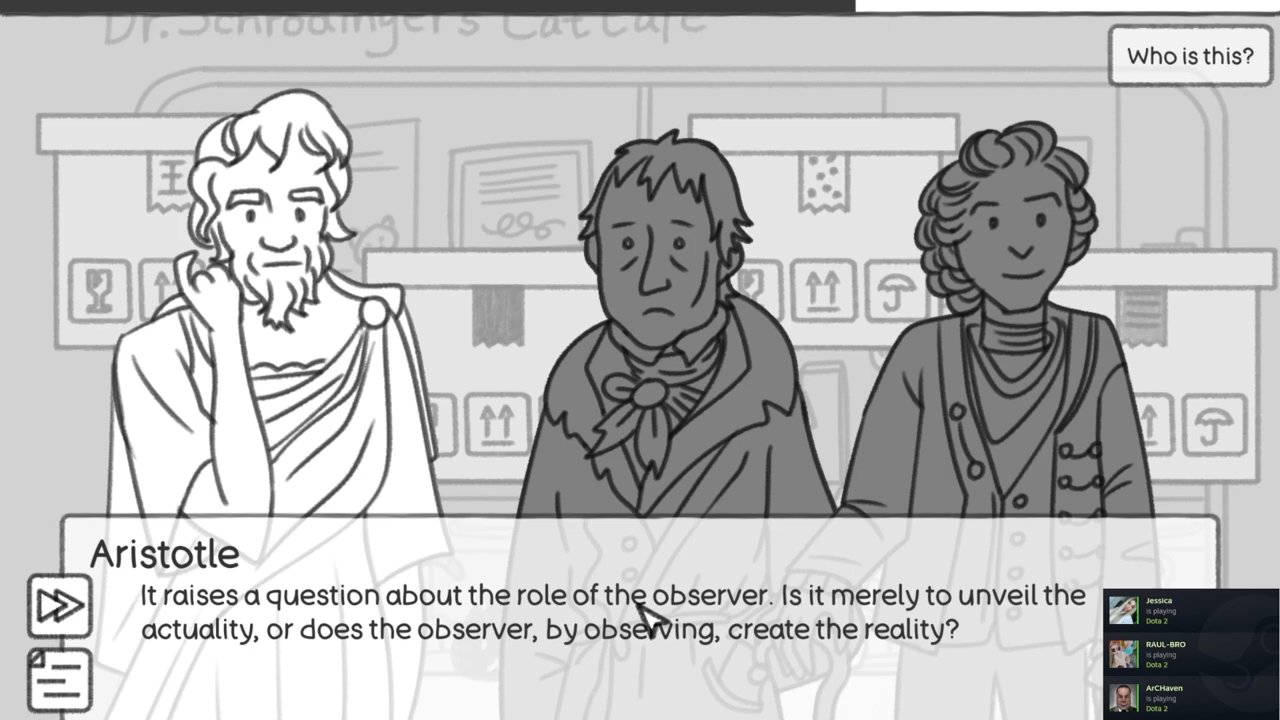 Dr. Schrödinger's Cat Cafe
Who is this?
Aristotle
It raises a question about the role of the observer. Is it merely to unveil the
actuality, or does the observer, by observing, create the reality?
Jessica
is playing
Dota 2
RAUL-BRO
is playing
Dota 2
ArCHaven
is playing
Dota 2